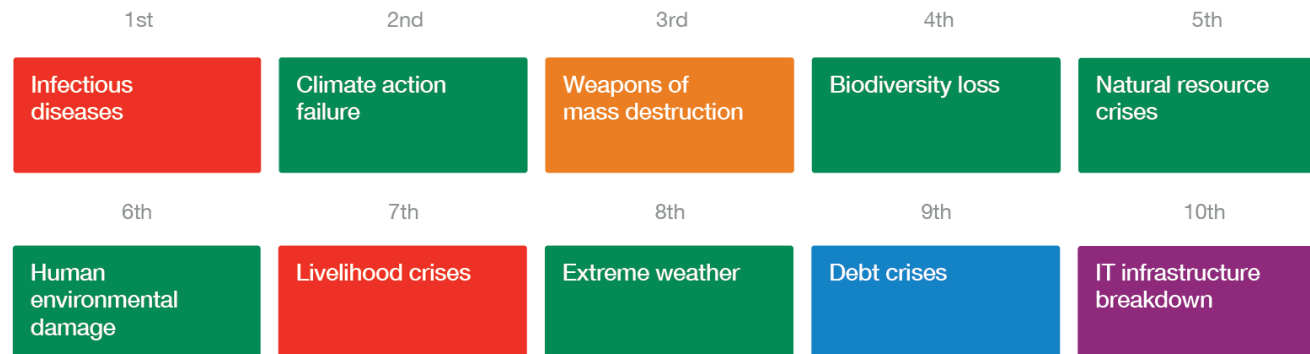 1st
2nd
3rd
4th
5th
Infectious
diseases
Climate action
failure
Weapons of
mass destruction
Biodiversity loss
Natural resource
crises
6th
7th
8th
9th
10th
Human
environmental
damage
Livelihood crises
Extreme weather
Debt crises
IT infrastructure
breakdown